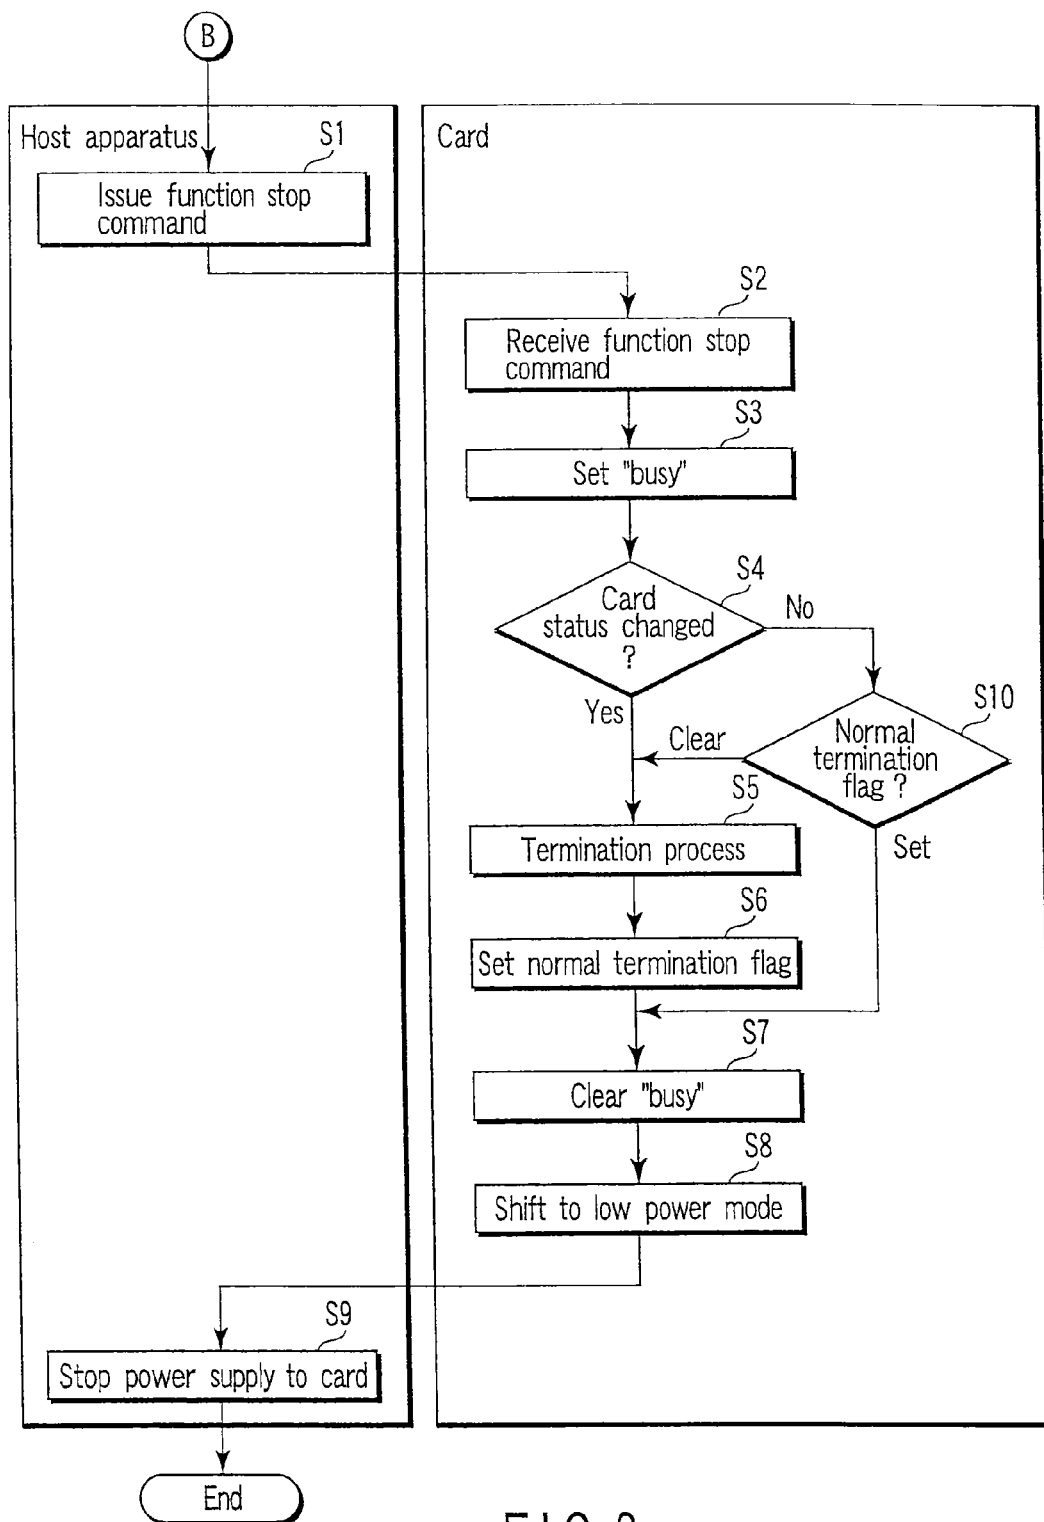 B
Host apparatus
S1
Issue function stop
command
Card
S2
Receive function stop
command
S3
Set "busy"
S4
Card
status changed
?
No
Yes
S10
Normal
termination
flag ?
Clear
Set
S5
Termination process
S6
Set normal termination flag
S7
Clear "busy"
S8
Shift to low power mode
S9
Stop power supply to card
End